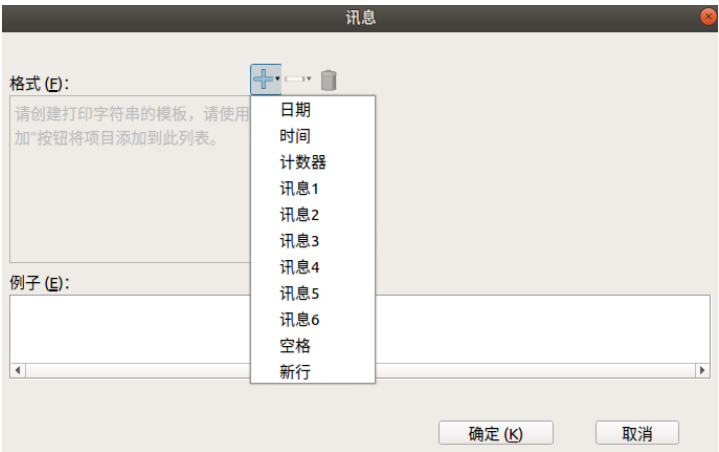 讯息
格式 (F)：
请创建打印字符串的模板，请使用
加"按钮将项目添加到此列表。
日期
时间
计数器
讯息1
讯息2
讯息3
讯息4
讯息5
讯息6
空格
新行
例子 (E)：
确定 (K)
取消